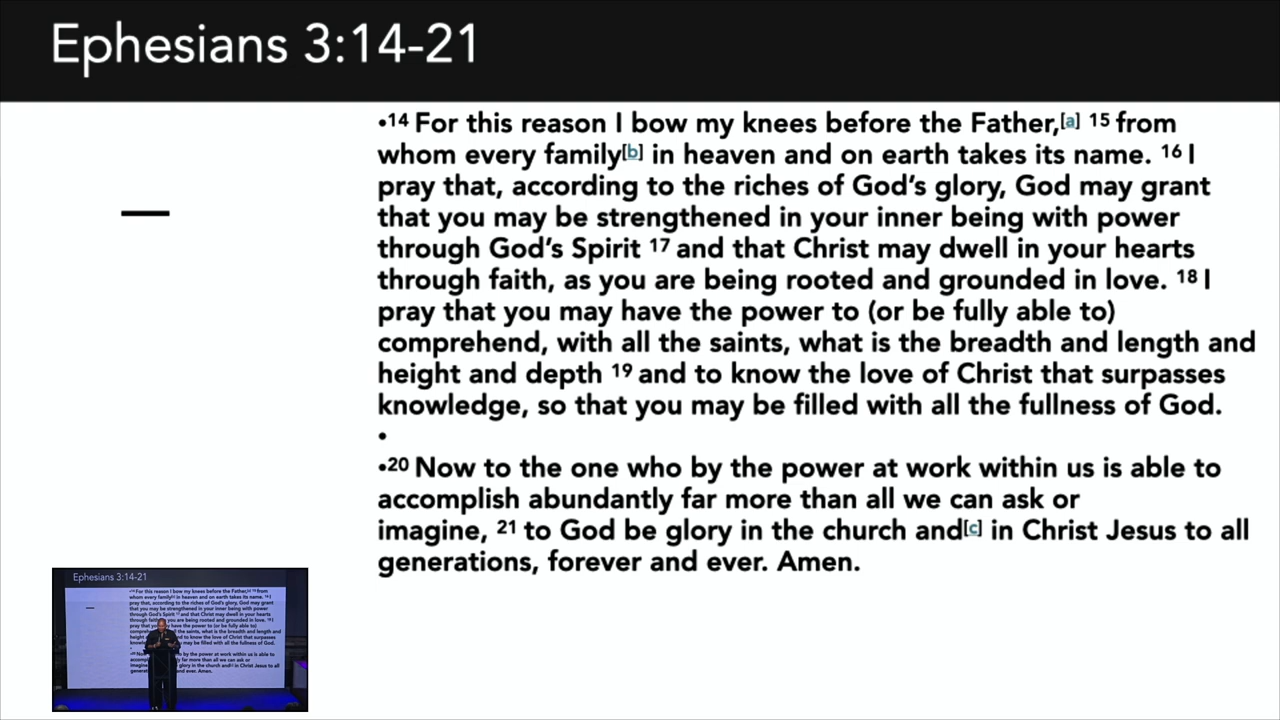 Ephesians 3:14-21
•14 For this reason I bow my knees before the Father,[a] 15 from
whom every family[b] in heaven and on earth takes its name. 16 I
pray that, according to the riches of God's glory, God may grant
that you may be strengthened in your inner being with power
through God's Spirit 17 and that Christ may dwell in your hearts
through faith, as you are being rooted and grounded in love. 18 I
pray that you may have the power to (or be fully able to)
comprehend, with all the saints, what is the breadth and length and
height and depth 19 and to know the love of Christ that surpasses
knowledge, so that you may be filled with all the fullness of God.
•
•20 Now to the one who by the power at work within us is able to
accomplish abundantly far more than all we can ask or
imagine, 21 to God be glory in the church and[c] in Christ Jesus to all
generations, forever and ever. Amen.
Ephesians 3:14-21